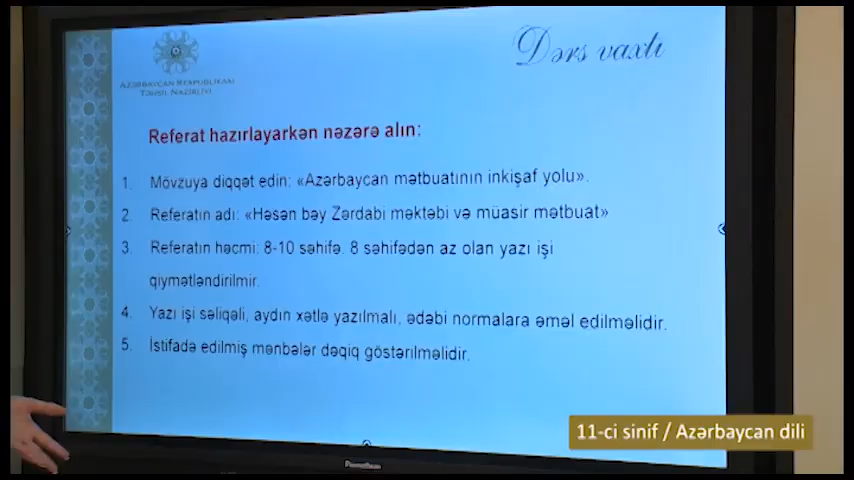 Dərs vaxtı
AZƏRBAYCAN RESPUBLİKASI
TƏHSİL NAZİRLİYİ
Referat hazırlayarkən nəzərə alın:
1. Mövzuya diqqət edin: «Azərbaycan mətbuatının inkişaf yolu».
2. Referatın adı: «Həsən bəy Zərdabi məktəbi və müasir mətbuat»
3. Referatın həcmi: 8-10 səhifə. 8 səhifədən az olan yazı işi
qiymətləndirilmir.
4. Yazı işi səliqəli, aydın xətlə yazılmalı, ədəbi normalara əməl edilməlidir.
5. İstifadə edilmiş mənbələr dəqiq göstərilməlidir.
11-ci sinif / Azərbaycan dili
Promethean